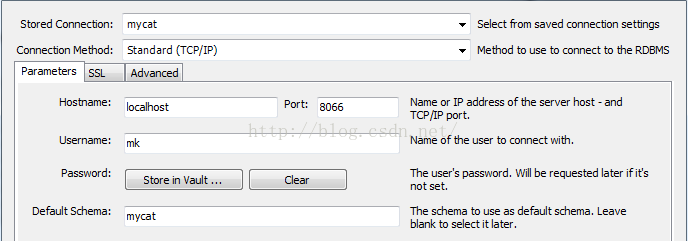 Stored Connection: mycat Select from saved connection settings
Connection Method: Standard (TCP/IP) Method to use to connect to the RDBMS
Parameters SSL Advanced
Hostname: localhost Port: 8066 Name or IP address of the server host - and
TCP/IP port.
http://blog.csdn.net/
Username: mk Name of the user to connect with.
Password: Store in Vault ... Clear The user's password. Will be requested later if it's
not set.
Default Schema: mycat The schema to use as default schema. Leave
blank to select it later.